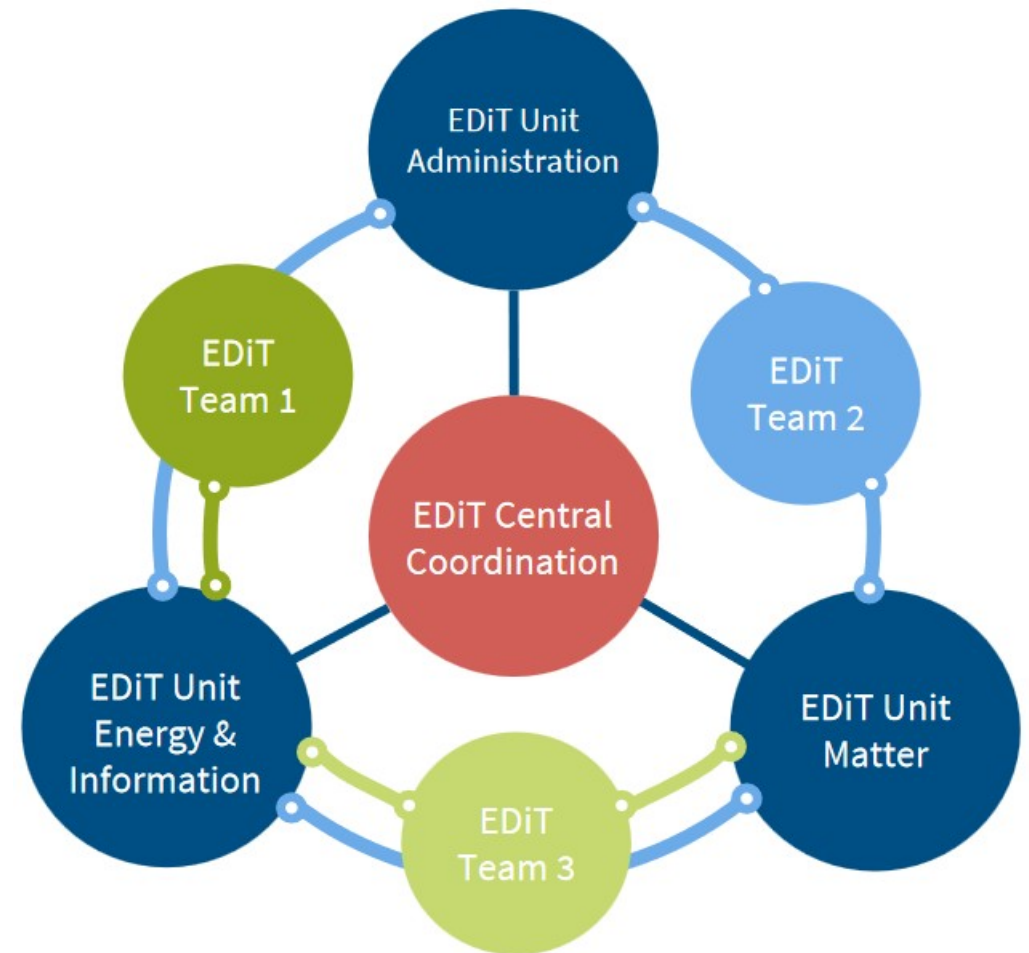 EDiT Unit
Administration
EDiT
Team 1
EDiT
Team 2
EDiT Central
Coordination
EDiT Unit
Energy &
Information
EDiT Unit
Matter
EDiT
Team 3